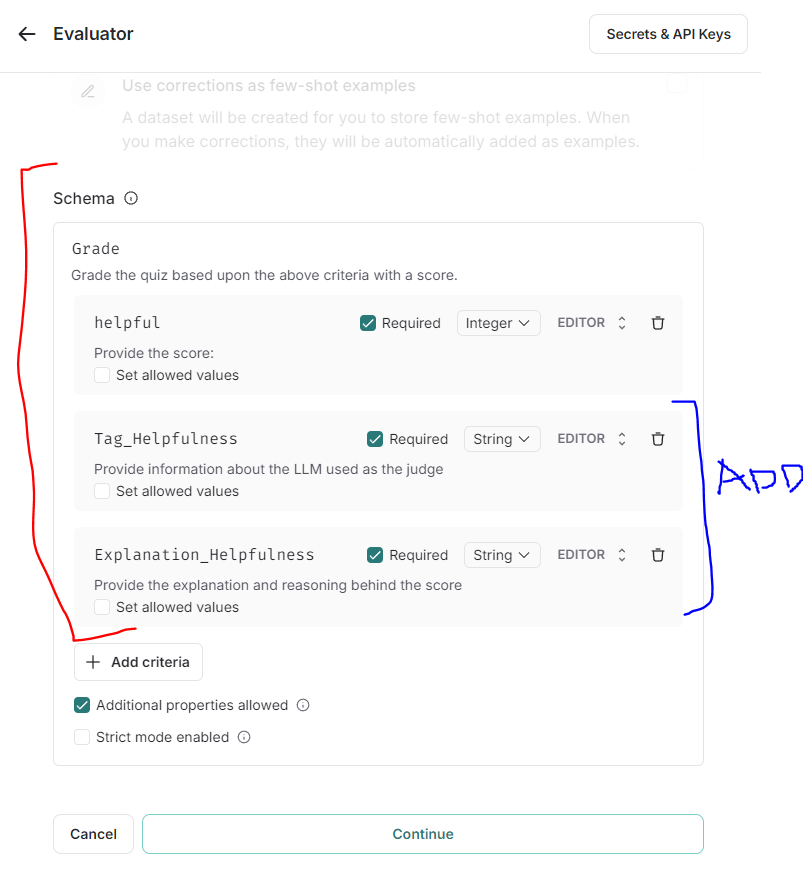 Evaluator
Secrets & API Keys
Use corrections as few-shot examples
A dataset will be created for you to store few-shot examples. When
you make corrections, they will be automatically added as examples.
Schema
Grade
Grade the quiz based upon the above criteria with a score.
helpful Required Integer EDITOR
Provide the score:
Set allowed values
Tag_Helpfulness Required String EDITOR
Provide information about the LLM used as the judge
Set allowed values
ADD
Explanation_Helpfulness Required String EDITOR
Provide the explanation and reasoning behind the score
Set allowed values
Add criteria
Additional properties allowed
Strict mode enabled
Cancel Continue